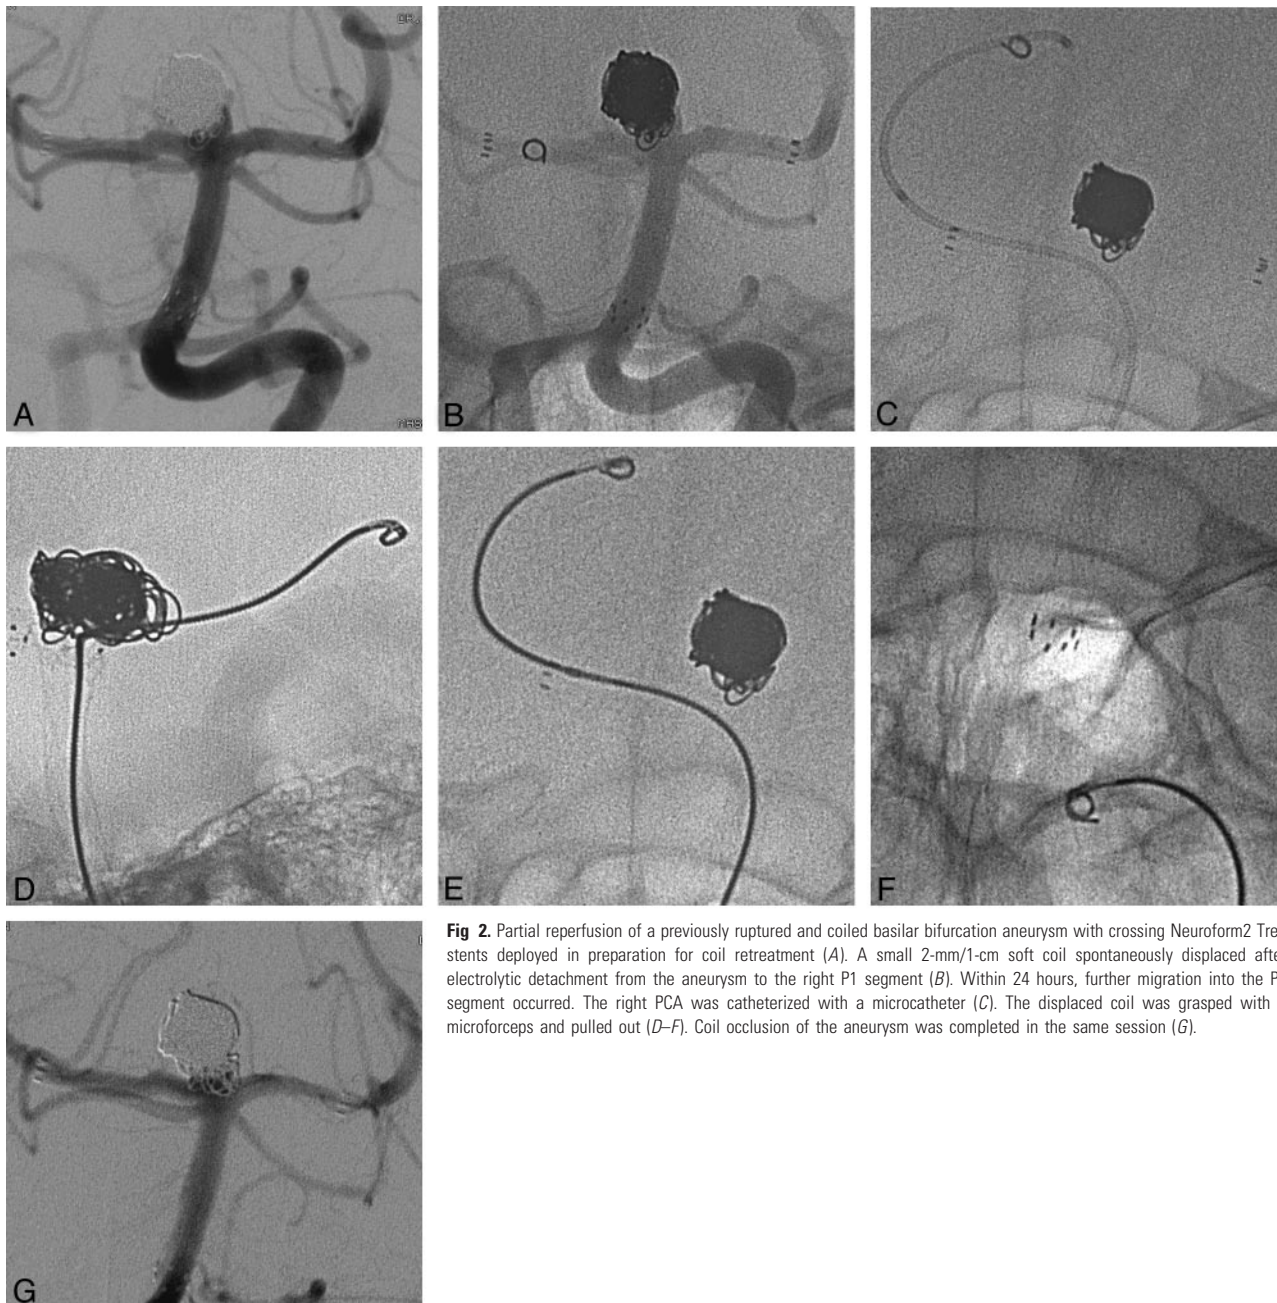 A
B
C
D
E
F
G
Fig 2. Partial reperfusion of a previously ruptured and coiled basilar bifurcation aneurysm with crossing Neuroform2 Tre
stents deployed in preparation for coil retreatment (A). A small 2-mm/1-cm soft coil spontaneously displaced afte
electrolytic detachment from the aneurysm to the right P1 segment (B). Within 24 hours, further migration into the P
segment occurred. The right PCA was catheterized with a microcatheter (C). The displaced coil was grasped with
microforceps and pulled out (D–F). Coil occlusion of the aneurysm was completed in the same session (G).